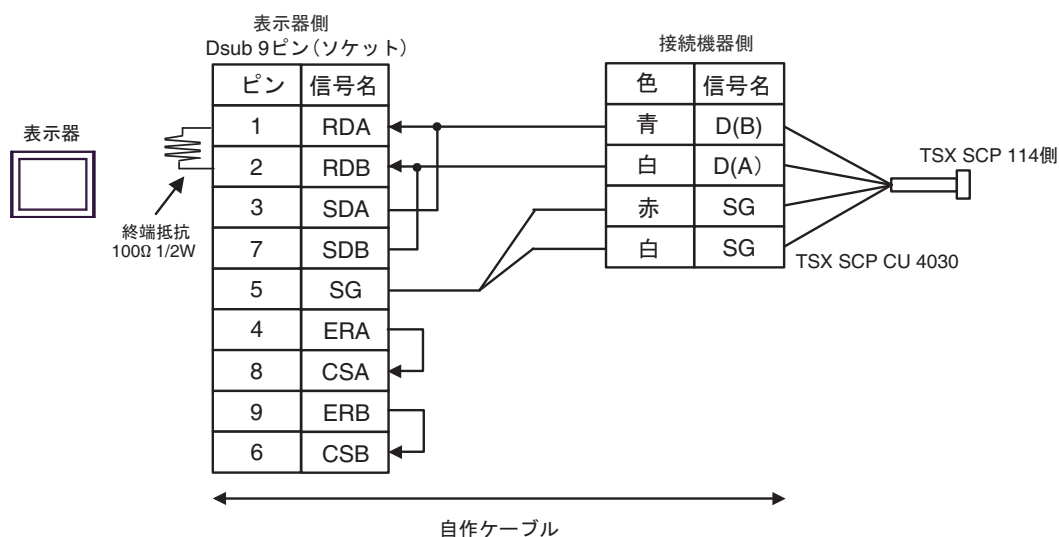 表示器側
Dsub 9ピン(ソケット)
接続機器側
ピン 信号名
色 信号名
表示器
1 RDA
青 D(B)
2 RDB
白 D(A)
TSX SCP 114側
3 SDA
赤 SG
終端抵抗
100Ω 1/2W
7 SDB
白 SG
TSX SCP CU 4030
5 SG
4 ERA
8 CSA
9 ERB
6 CSB
自作ケーブル